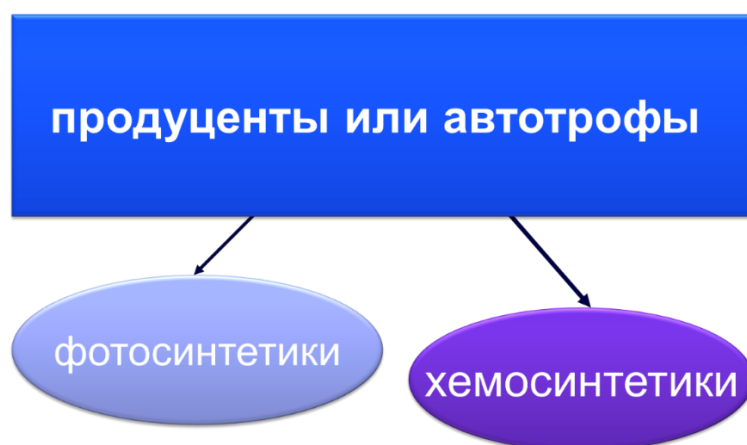 продуценты или автотрофы
фотосинтетики
хемосинтетики